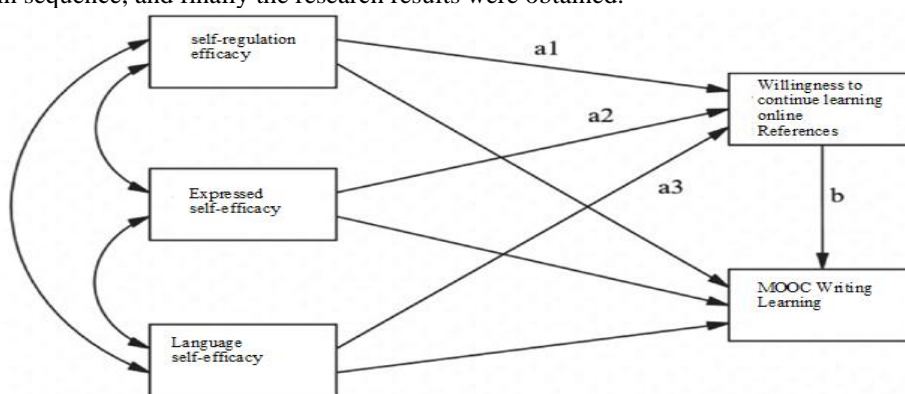 in sequence, and finally the research results were obtained.
self-regulation
efficacy
a1
Willingness to
continue learning
online
References
a2
Expressed
self-efficacy
a3
b
MOOC Writing
Learning
Language
self-efficacy